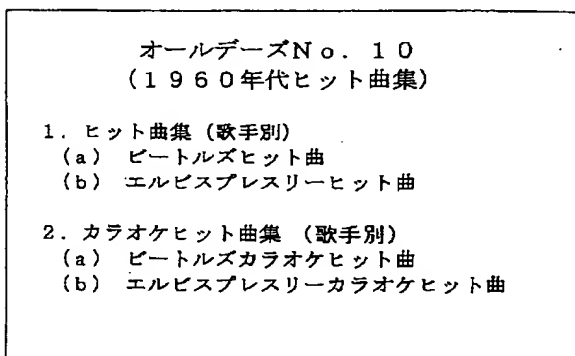 オールデーズNo. 10
(1960年代ヒット曲集)
1. ヒット曲集 (歌手別)
(a) ビートルズヒット曲
(b) エルビスプレスリーヒット曲
2. カラオケヒット曲集 (歌手別)
(a) ビートルズカラオケヒット曲
(b) エルビスプレスリーカラオケヒット曲